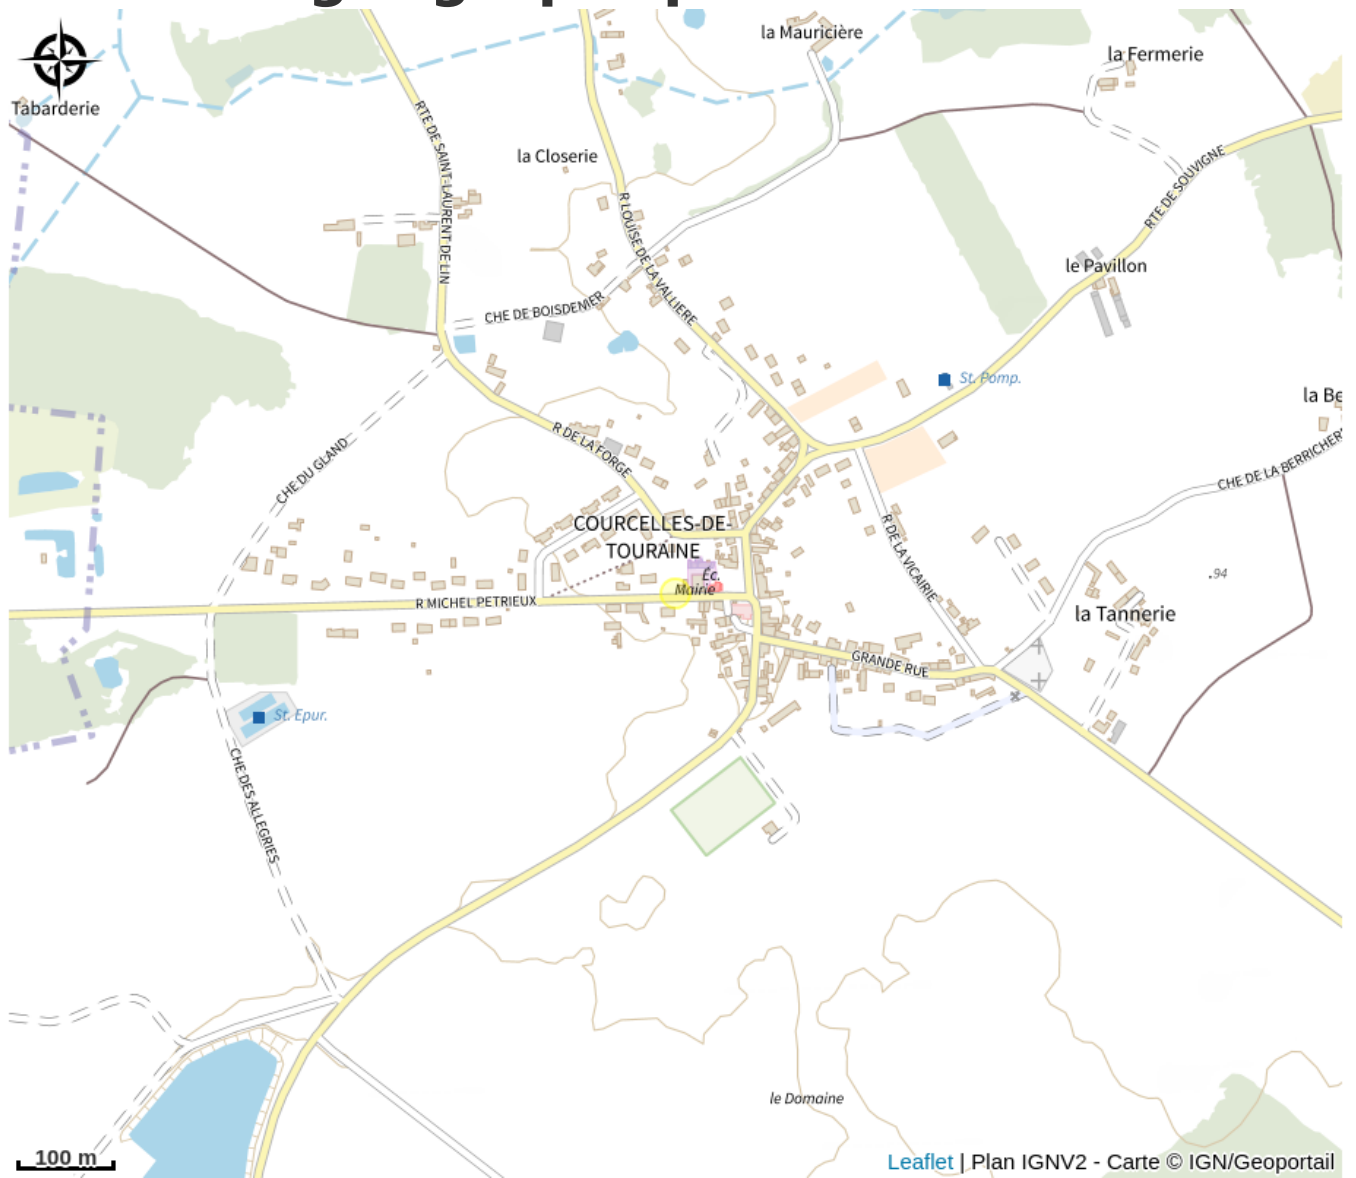 la Mauricière
la Fermerie
Tabarderie
RTE DE SAINT-LAURENT DE LIN
la Closerie
R LOUISE DE LA VALLIERE
RTE DE SOUVIGNE
le Pavillon
CHE DE BOISDENIER
St. Pomp.
la Be
R DE LA FORGE
CHE DU GLAND
CHE DE LA BERRICHER
COURCELLES-DE-
TOURAINE
R DE LA VICAIRIE
Éc.
.94
Mairie
R MICHEL PETRIEUX
la Tannerie
GRANDE RUE
St. Epur.
CHE DES ALLEGRIES
le Domaine
100 m
Leaflet | Plan IGNV2 - Carte © IGN/Geoportail